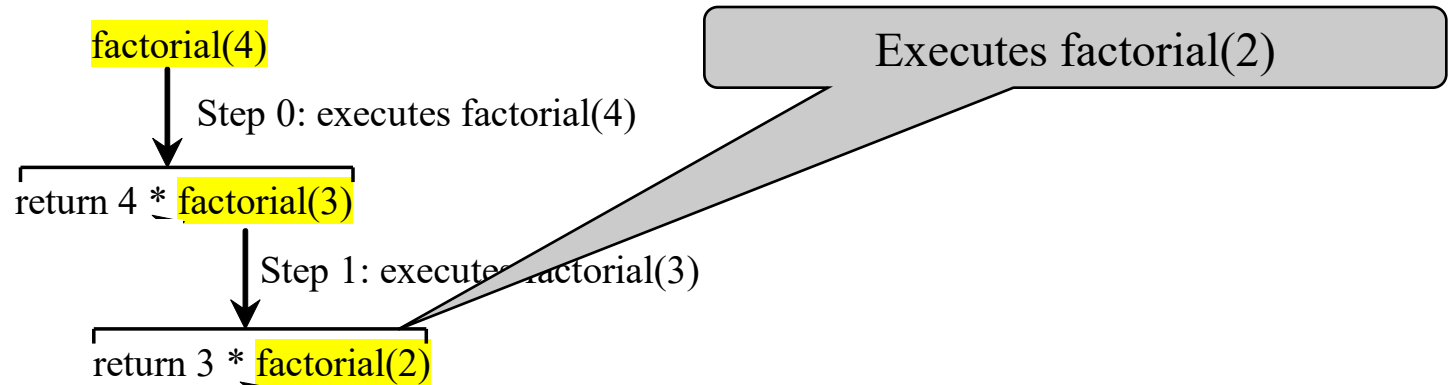 factorial(4)
Executes factorial(2)
Step 0: executes factorial(4)
return 4 * factorial(3)
Step 1: executes factorial(3)
return 3 * factorial(2)